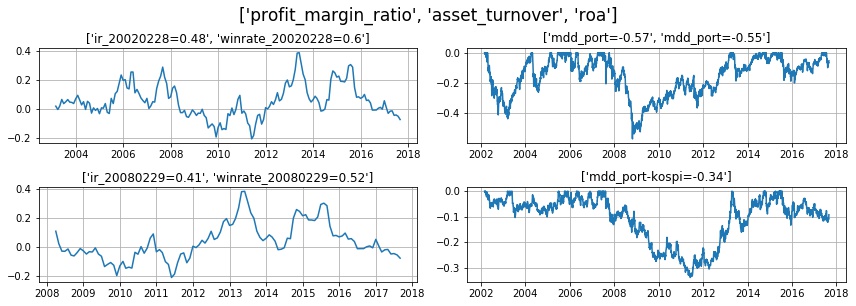 ['profit_margin_ratio', 'asset_turnover', 'roa']
['ir_20020228=0.48', 'winrate_20020228=0.6']
0.4
0.2
0.0
−0.2
2004 2006 2008 2010 2012 2014 2016 2018
['mdd_port=-0.57', 'mdd_port=-0.55']
0.0
−0.2
−0.4
2002 2004 2006 2008 2010 2012 2014 2016 2018
['ir_20080229=0.41', 'winrate_20080229=0.52']
0.4
0.2
0.0
−0.2
2008 2009 2010 2011 2012 2013 2014 2015 2016 2017 2018
['mdd_port-kospi=-0.34']
0.0
−0.1
−0.2
−0.3
2002 2004 2006 2008 2010 2012 2014 2016 2018